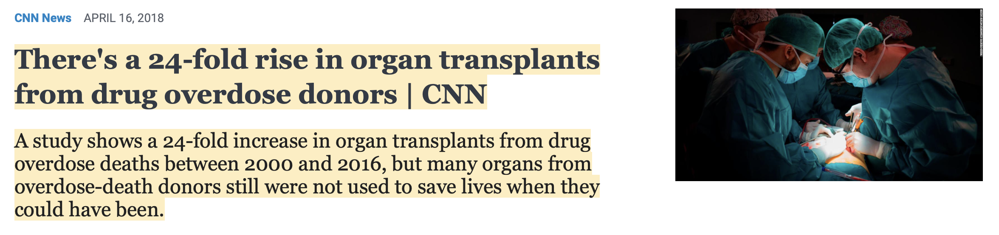 CNN News APRIL 16, 2018
There's a 24-fold rise in organ transplants
from drug overdose donors | CNN
A study shows a 24-fold increase in organ transplants from drug
overdose deaths between 2000 and 2016, but many organs from
overdose-death donors still were not used to save lives when they
could have been.